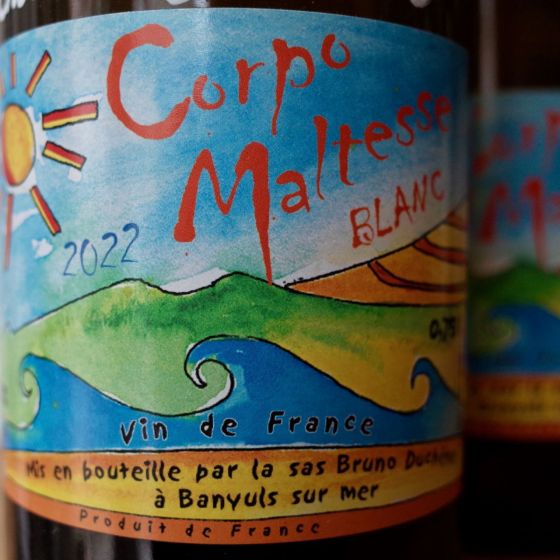 Corpo
Maltesse
BLANC
2022
0,75
Vin de France
Mis en bouteille par la sas Bruno Duchêne
à Banyuls sur mer
Produit de France